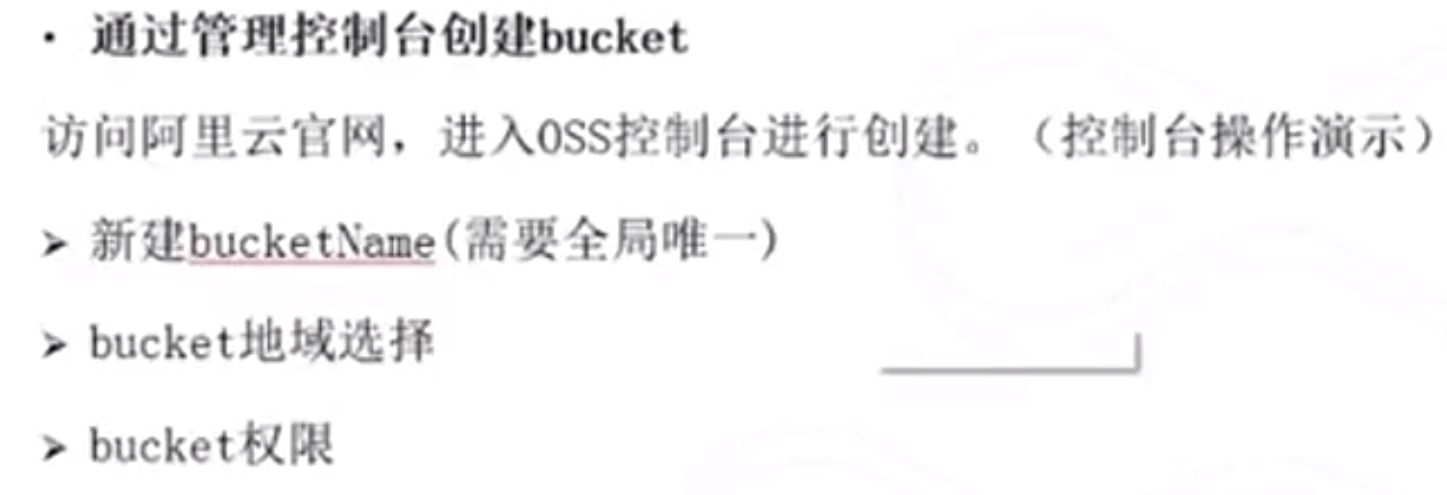 · 通过管理控制台创建bucket
访问阿里云官网，进入OSS控制台进行创建。（控制台操作演示）
➢ 新建bucketName(需要全局唯一)
➢ bucket地域选择
➢ bucket权限